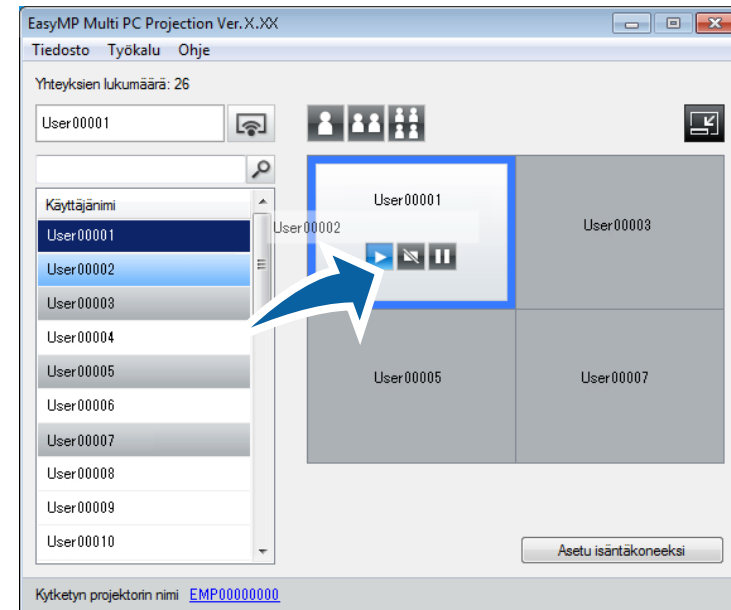 EasyMP Multi PC Projection Ver.X.XX
Tiedosto Työkalu Ohje
Yhteyksien lukumäärä: 26
User00001
Käyttäjänimi
User00001
User00002
User00003
User00004
User00005
User00006
User00007
User00008
User00009
User00010
User00001
User00002
User00003
User00005
User00007
Asetu isäntäkoneeksi
Kytketyn projektorin nimi EMP00000000